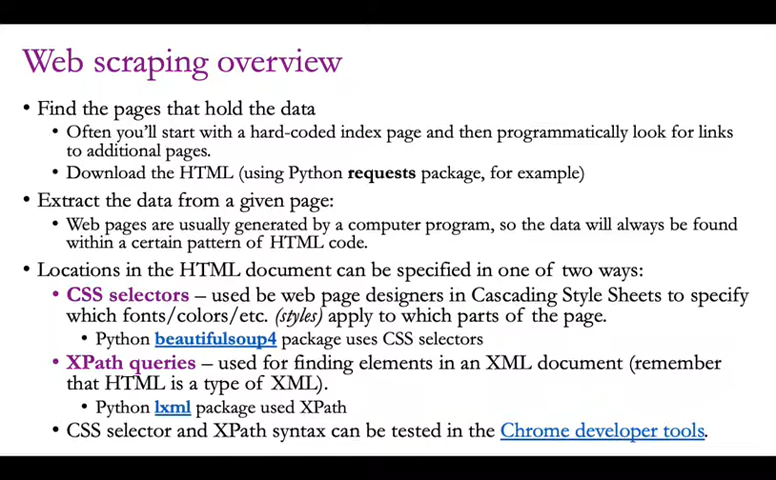 Web scraping overview
• Find the pages that hold the data
• Often you'll start with a hard-coded index page and then programmatically look for links
to additional pages.
• Download the HTML (using Python requests package, for example)
• Extract the data from a given page:
• Web pages are usually generated by a computer program, so the data will always be found
within a certain pattern of HTML code.
• Locations in the HTML document can be specified in one of two ways:
• CSS selectors – used be web page designers in Cascading Style Sheets to specify
which fonts/colors/etc. (styles) apply to which parts of the page.
• Python beautifulsoup4 package uses CSS selectors
• XPath queries – used for finding elements in an XML document (remember
that HTML is a type of XML).
• Python lxml package used XPath
• CSS selector and XPath syntax can be tested in the Chrome developer tools.